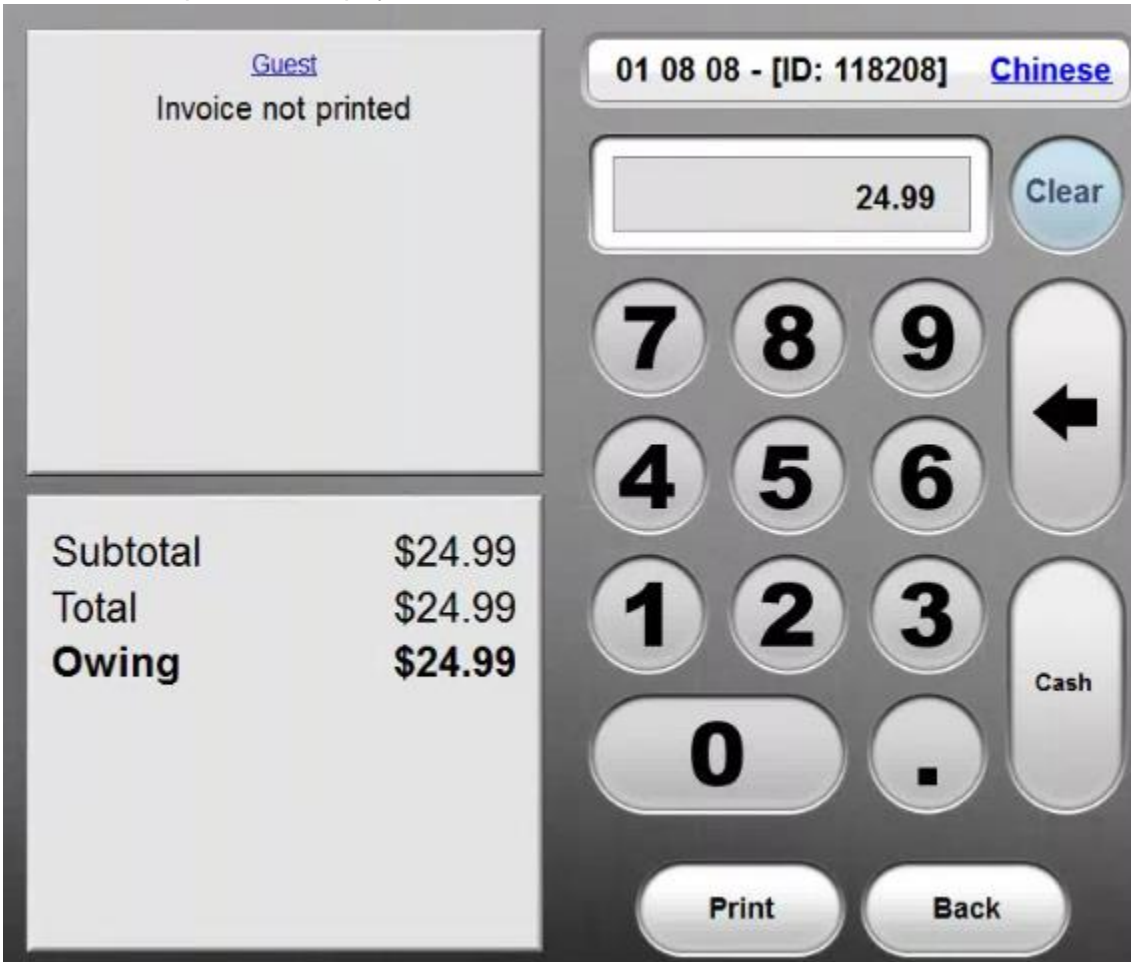 Guest
Invoice not printed
Subtotal $24.99
Total $24.99
Owing $24.99
01 08 08 - [ID: 118208] Chinese
24.99 Clear
7 8 9
4 5 6
1 2 3
Cash
0 .
Print Back